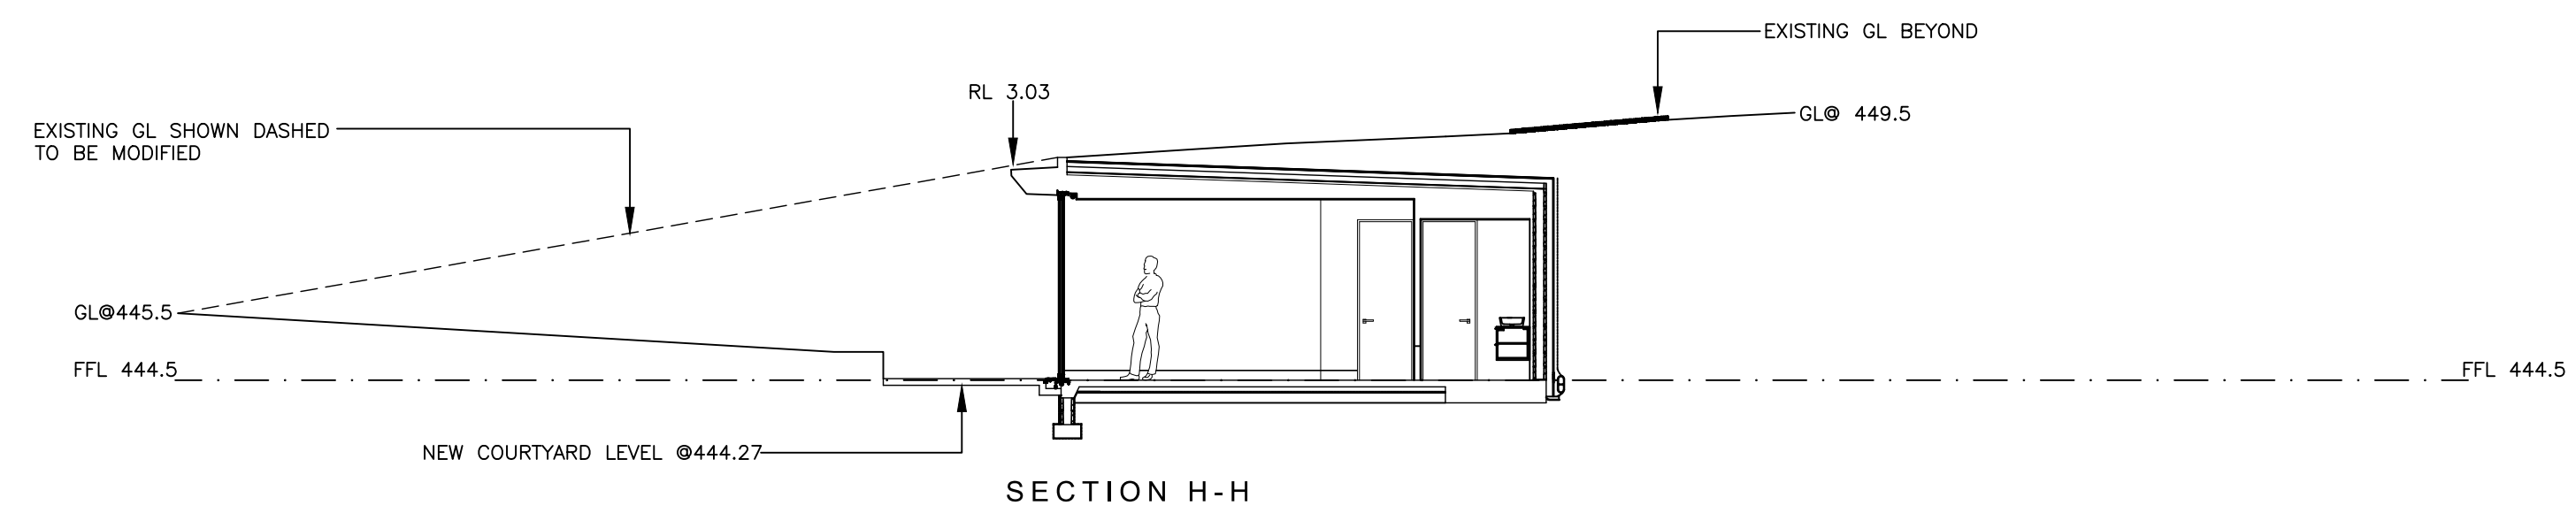 EXISTING GL BEYOND
RL 3.03
GL@ 449.5
EXISTING GL SHOWN DASHED
TO BE MODIFIED
GL@445.5
FFL 444.5
FFL 444.5
NEW COURTYARD LEVEL @444.27
SECTION H-H